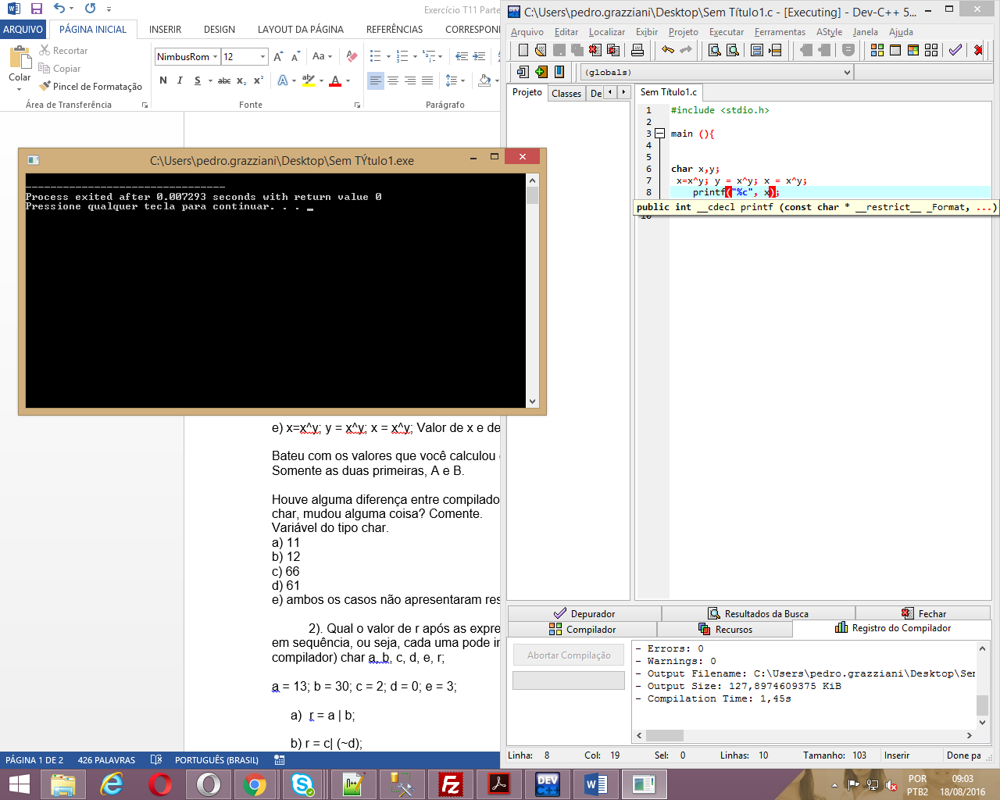 Exercício T11 Parte
ARQUIVO PÁGINA INICIAL INSERIR DESIGN LAYOUT DA PÁGINA REFERÊNCIAS CORRESPON
Colar
Recortar
Copiar
Pincel de Formatação
Área de Transferência
NimbusRom 12
N I S abc x₂ x² A ab A
Aa
Fonte
Parágrafo
C:\Users\pedro.grazziani\Desktop\Sem Título1.c - [Executing] - Dev-C++ 5...
Arquivo Editar Localizar Exibir Projeto Executar Ferramentas AStyle Janela Ajuda
(globals)
Projeto Classes De
Sem Título1.c
1 #include <stdio.h>
2
3 main (){
4
5
6 char x,y;
7 x=x^y; y = x^y; x = x^y;
8 printf("%c", x);
public int __cdecl printf (const char * __restrict__ _Format, ...)
10
C:\Users\pedro.grazziani\Desktop\Sem TÝtulo1.exe
--------------------------------
Process exited after 0.007293 seconds with return value 0
Pressione qualquer tecla para continuar. . .
e) x=x^y; y = x^y; x = x^y; Valor de x e de
Bateu com os valores que você calculou
Somente as duas primeiras, A e B.
Houve alguma diferença entre compilado
char, mudou alguma coisa? Comente.
Variável do tipo char.
a) 11
b) 12
c) 66
d) 61
e) ambos os casos não apresentaram res
2). Qual o valor de r após as expre
em sequência, ou seja, cada uma pode ir
compilador) char a, b, c, d, e, r;
a = 13; b = 30; c = 2; d = 0; e = 3;
a) r = a | b;
b) r = c| (~d);
Depurador Resultados da Busca Fechar
Compilador Recursos Registro do Compilador
Abortar Compilação
- Errors: 0
- Warnings: 0
- Output Filename: C:\Users\pedro.grazziani\Desktop\Sem
- Output Size: 127,8974609375 KiB
- Compilation Time: 1,45s
PÁGINA 1 DE 2 426 PALAVRAS PORTUGUÊS (BRASIL)
Linha: 8 Col: 19 Sel: 0 Linhas: 10 Tamanho: 103 Inserir Done pa
POR
PTB2
09:03
18/08/2016